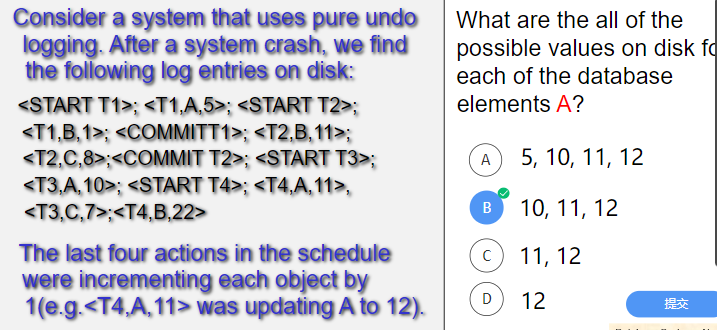 Consider a system that uses pure undo
logging. After a system crash, we find
the following log entries on disk:
<START T1>; <T1,A,5>; <START T2>;
<T1,B,1>; <COMMITT1>; <T2,B,11>;
<T2,C,8>;<COMMIT T2>; <START T3>;
<T3,A,10>; <START T4>; <T4,A,11>,
<T3,C,7>;<T4,B,22>
The last four actions in the schedule
were incrementing each object by
1(e.g.<T4,A,11> was updating A to 12).
What are the all of the
possible values on disk
each of the database
elements A?
A 5, 10, 11, 12
B 10, 11, 12
C 11, 12
D 12
提交